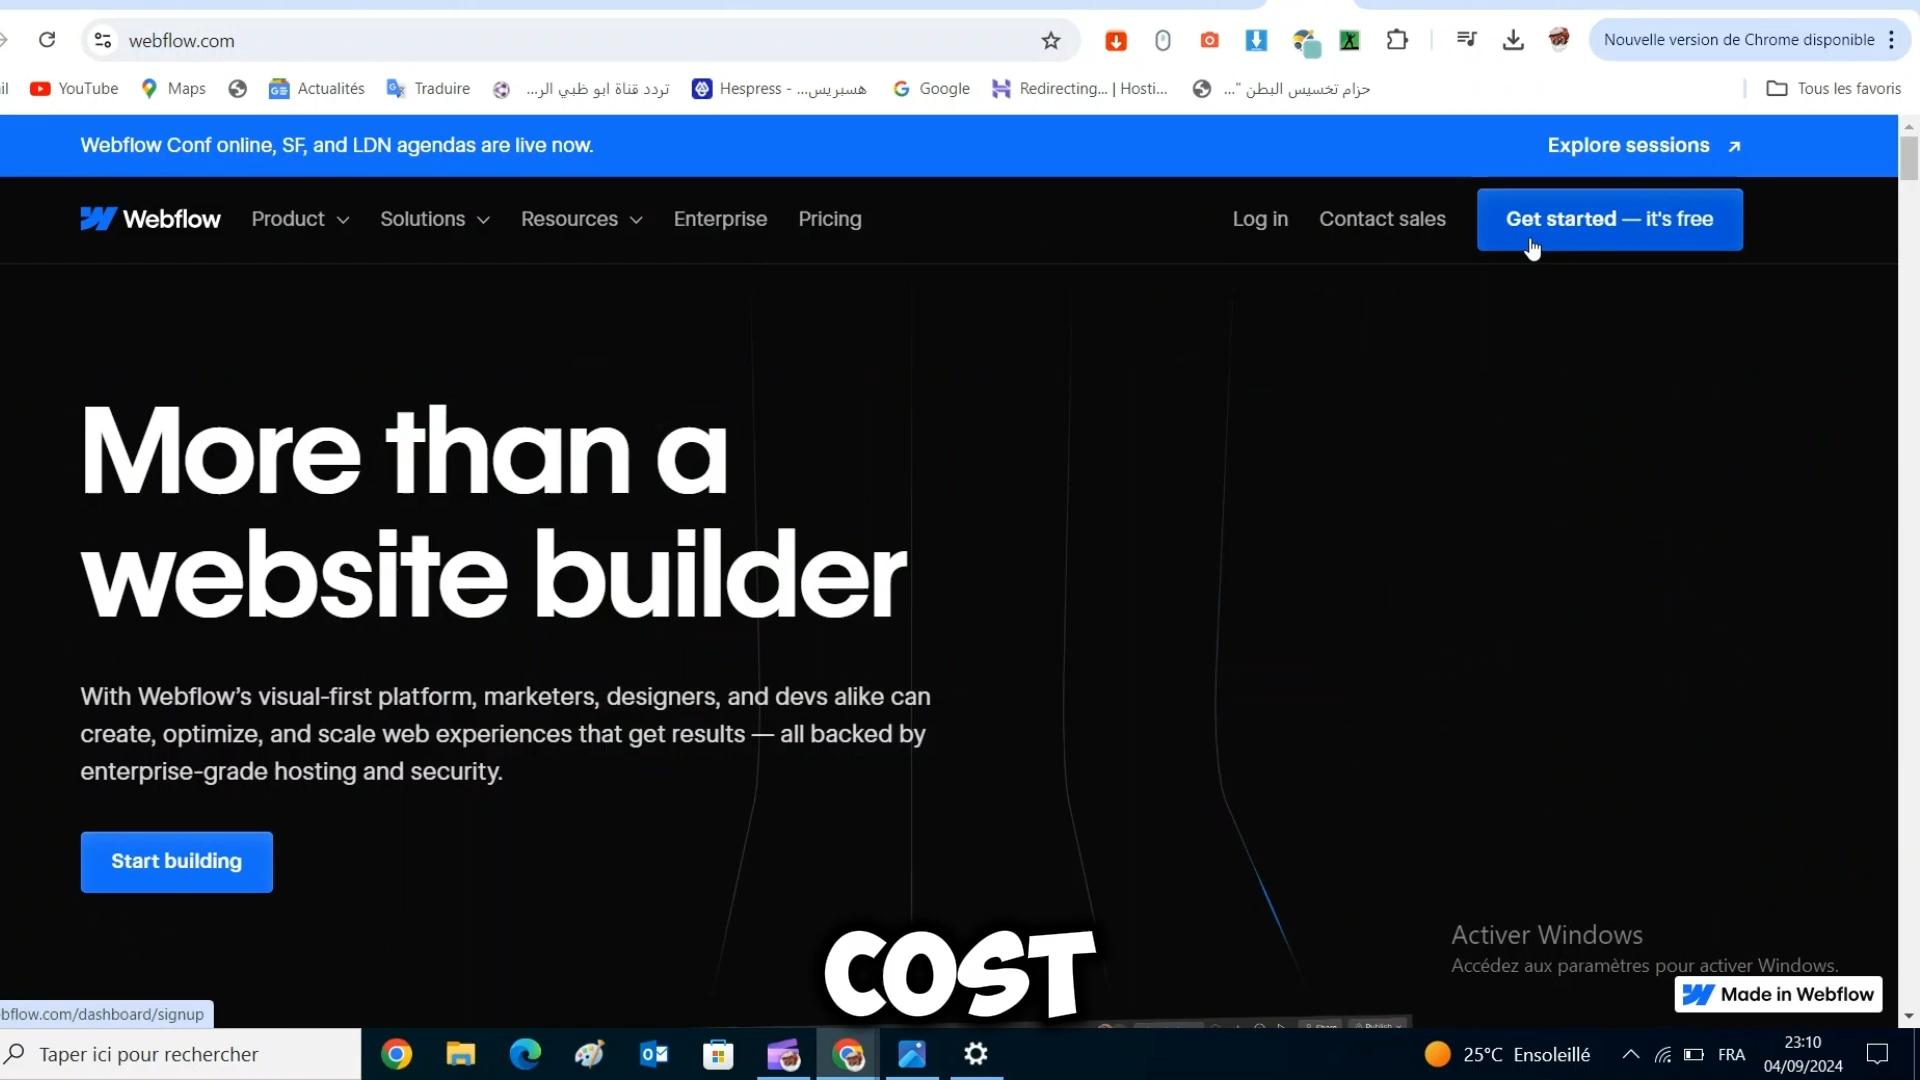 webflow.com
Nouvelle version de Chrome disponible
YouTube
Maps
Actualités
Traduire
تردد قناة ابو ظبي الر...
Hespress - هسبريس...
Google
Redirecting... | Hosti...
حزام تخسيس البطن "...
Tous les favoris
Webflow Conf online, SF, and LDN agendas are live now.
Explore sessions
Webflow
Product
Solutions
Resources
Enterprise
Pricing
Log in
Contact sales
Get started — it's free
More than a
website builder
With Webflow's visual-first platform, marketers, designers, and devs alike can
create, optimize, and scale web experiences that get results — all backed by
enterprise-grade hosting and security.
Start building
COST
Activer Windows
Accédez aux paramètres pour activer Windows.
Made in Webflow
bflow.com/dashboard/signup
Taper ici pour rechercher
25°C Ensoleillé
FRA
23:10
04/09/2024